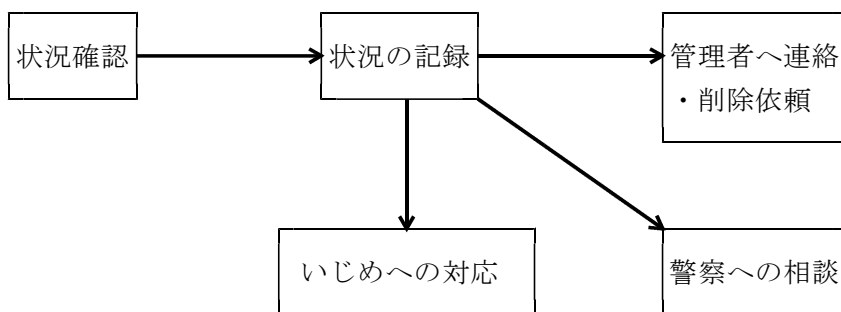 状況確認
状況の記録
管理者へ連絡
・削除依頼
いじめへの対応
警察への相談